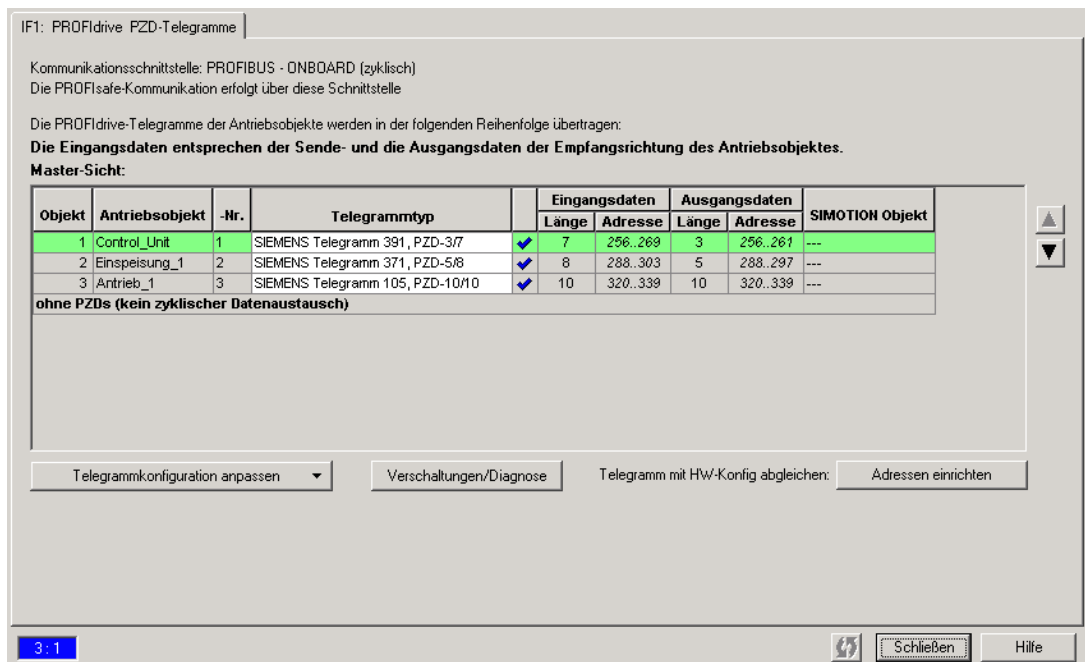 IF1: PROFIdrive PZD-Telegramme
Kommunikationsschnittstelle: PROFIBUS - ONBOARD (zyklisch)
Die PROFIsafe-Kommunikation erfolgt über diese Schnittstelle
Die PROFIdrive-Telegramme der Antriebsobjekte werden in der folgenden Reihenfolge übertragen:
Die Eingangsdaten entsprechen der Sende- und die Ausgangsdaten der Empfangsrichtung des Antriebsobjektes.
Master-Sicht:
Objekt Antriebsobjekt -Nr. Telegrammtyp Eingangsdaten Ausgangsdaten SIMOTION Objekt
Länge Adresse Länge Adresse
1 Control_Unit 1 SIEMENS Telegramm 391, PZD-3/7 7 256..269 3 256..261 ---
2 Einspeisung_1 2 SIEMENS Telegramm 371, PZD-5/8 8 288..303 5 288..297 ---
3 Antrieb_1 3 SIEMENS Telegramm 105, PZD-10/10 10 320..339 10 320..339 ---
ohne PZDs (kein zyklischer Datenaustausch)
Telegrammkonfiguration anpassen Verschaltungen/Diagnose Telegramm mit HW-Konfig abgleichen: Adressen einrichten
3:1 Schließen Hilfe